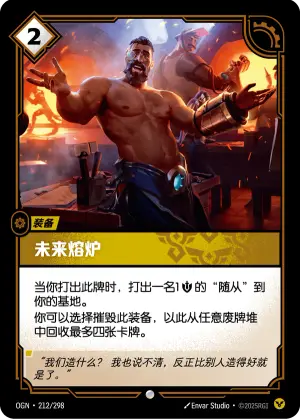 2
装备
未来熔炉
当你打出此牌时，打出一名1 的“随从”到
你的基地。
你可以选择摧毁此装备，以此从任意废牌堆
中回收最多四张卡牌。
“我们造什么？ 我也说不清，反正比别人造得好就
是了。”
OGN • 212/298
Envar Studio • ©2025RGI